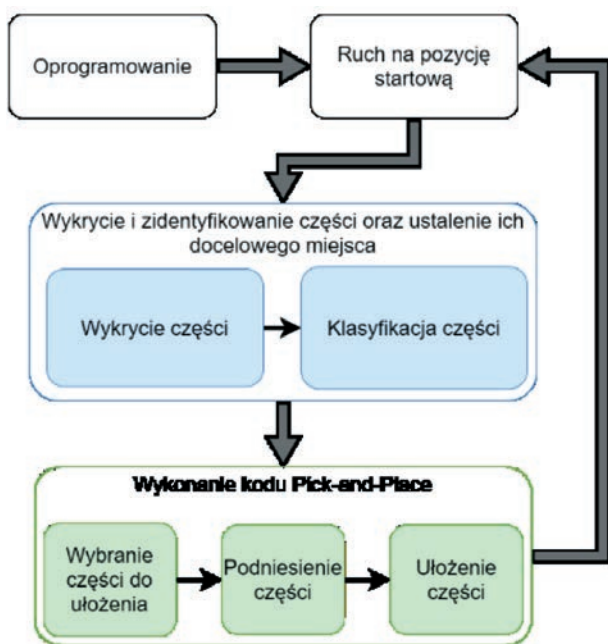 Oprogramowanie
Ruch na pozycję
startową
Wykrycie i zidentyfikowanie części oraz ustalenie ich
docelowego miejsca
Wykrycie części
Klasyfikacja części
Wykonanie kodu Pick-and-Place
Wybranie
części do
ułożenia
Podniesienie
części
Ułożenie
części